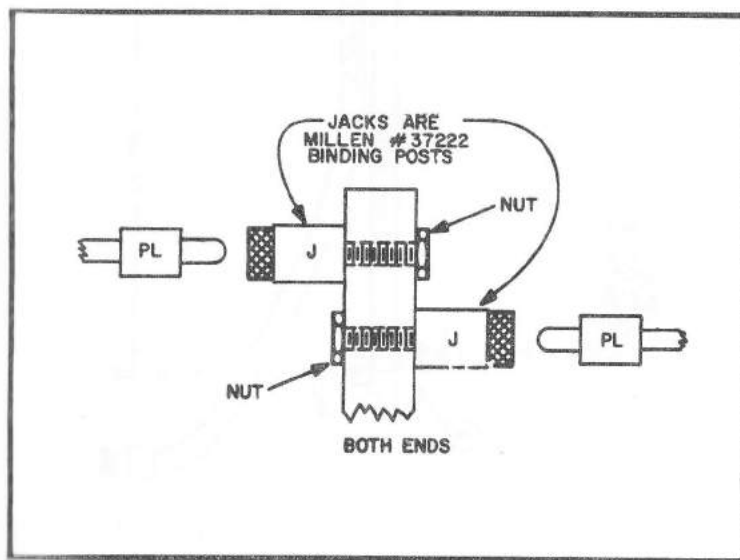 JACKS ARE
MILLEN #37222
BINDING POSTS
NUT
PL
J
J
PL
NUT
BOTH ENDS